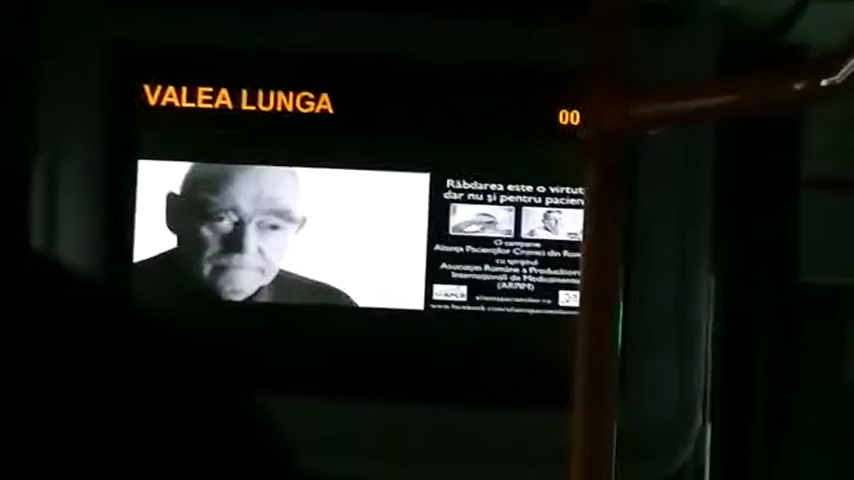 VALEA LUNGA
00
Răbdarea este o virtut
dar nu și pentru pacien
O campanie
Alianța Pacienților Cronici din Rom
cu sprijinul
Asociației Române a Producători
Internaționali de Medicamente
(ARPIM)